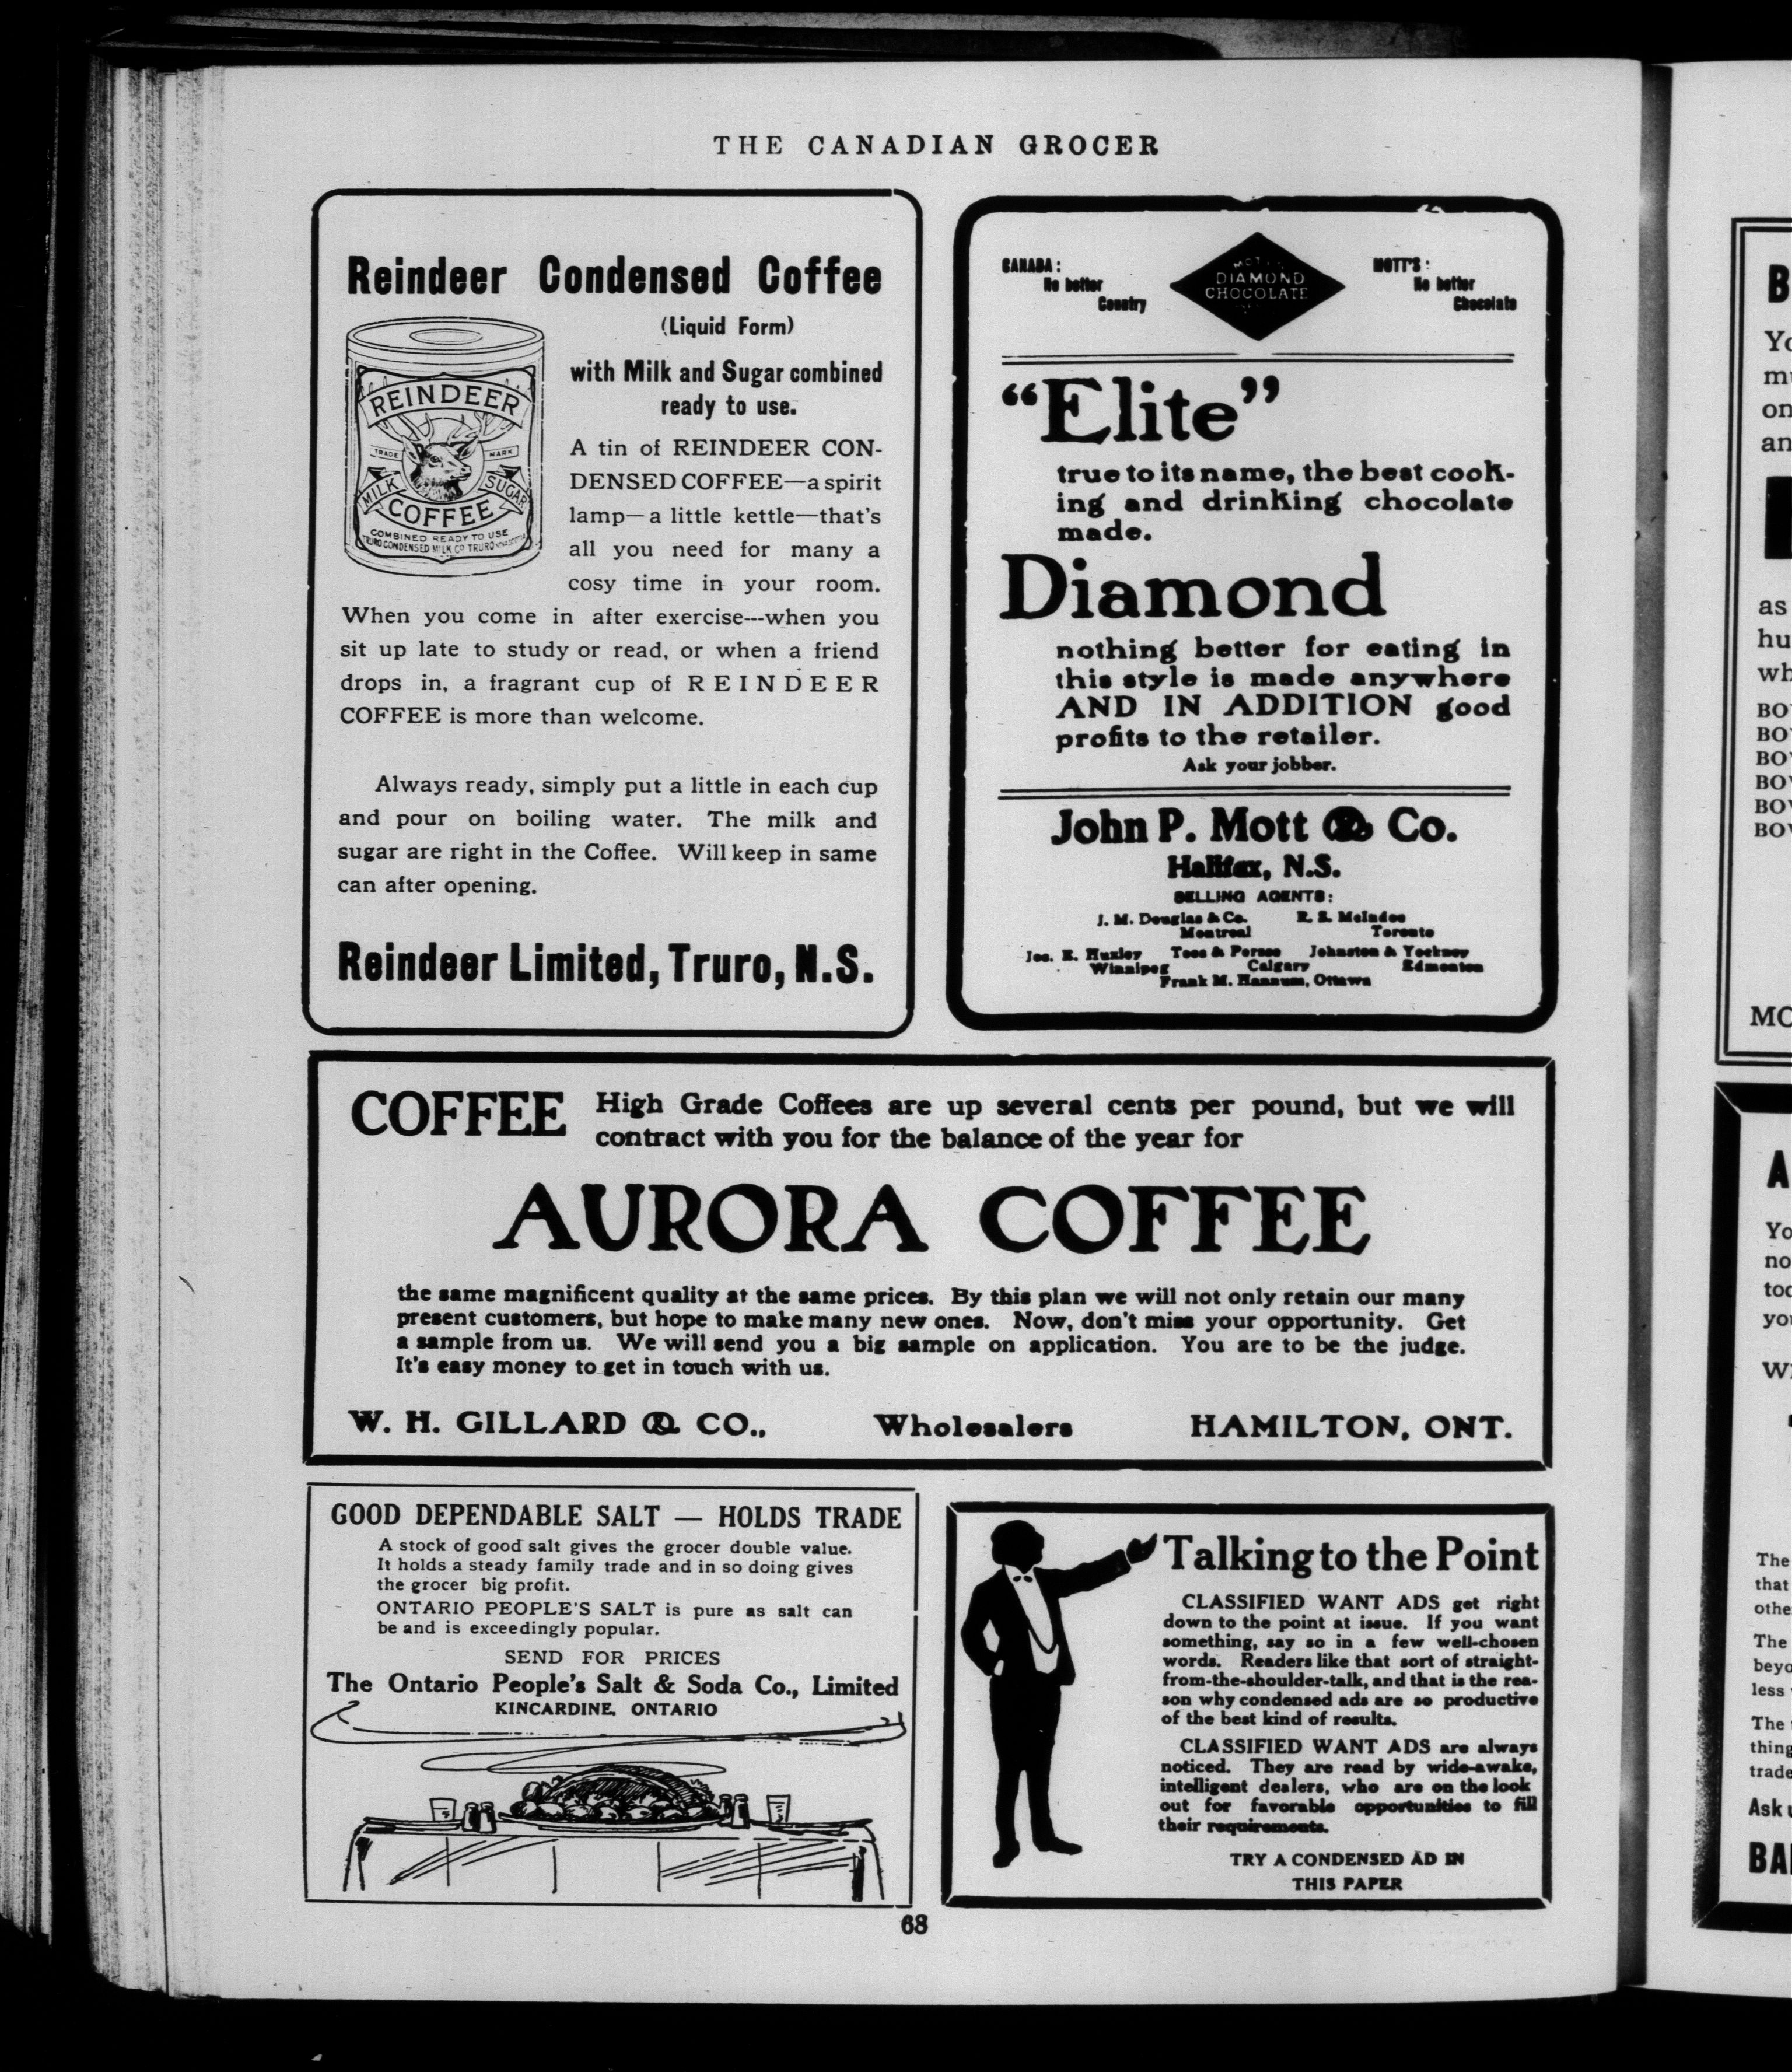 THE CANADIAN GROCER
Reindeer Condensed Coffee
(Liquid Form)
with Milk and Sugar combined
ready to use.
REINDEER
TRADE MARK
MILK SUGAR
COFFEE
COMBINED READY TO USE
TRURO CONDENSED MILK CO TRURO
A tin of REINDEER CON-
DENSED COFFEE—a spirit
lamp—a little kettle—that's
all you need for many a
cosy time in your room.
When you come in after exercise---when you
sit up late to study or read, or when a friend
drops in, a fragrant cup of REINDEER
COFFEE is more than welcome.
Always ready, simply put a little in each cup
and pour on boiling water. The milk and
sugar are right in the Coffee. Will keep in same
can after opening.
Reindeer Limited, Truro, N.S.
CANADA:
No better
Country
DIAMOND
CHOCOLATE
MOTT'S:
No better
Chocolate
"Elite"
true to its name, the best cook-
ing and drinking chocolate
made.
Diamond
nothing better for eating in
this style is made anywhere
AND IN ADDITION good
profits to the retailer.
Ask your jobber.
John P. Mott & Co.
Halifax, N.S.
SELLING AGENTS:
J. M. Douglas & Co. R. S. McIndoe
Montreal Toronto
Jos. E. Huxley Tees & Persse Johnston & Yockney
Winnipeg Calgary Edmonton
Frank M. Hannum, Ottawa
COFFEE High Grade Coffees are up several cents per pound, but we will
contract with you for the balance of the year for
AURORA COFFEE
the same magnificent quality at the same prices. By this plan we will not only retain our many
present customers, but hope to make many new ones. Now, don't miss your opportunity. Get
a sample from us. We will send you a big sample on application. You are to be the judge.
It's easy money to get in touch with us.
W. H. GILLARD & CO., Wholesalers HAMILTON, ONT.
GOOD DEPENDABLE SALT — HOLDS TRADE
A stock of good salt gives the grocer double value.
It holds a steady family trade and in so doing gives
the grocer big profit.
ONTARIO PEOPLE'S SALT is pure as salt can
be and is exceedingly popular.
SEND FOR PRICES
The Ontario People's Salt & Soda Co., Limited
KINCARDINE, ONTARIO
Talking to the Point
CLASSIFIED WANT ADS get right
down to the point at issue. If you want
something, say so in a few well-chosen
words. Readers like that sort of straight-
from-the-shoulder-talk, and that is the rea-
son why condensed ads are so productive
of the best kind of results.
CLASSIFIED WANT ADS are always
noticed. They are read by wide-awake,
intelligent dealers, who are on the look
out for favorable opportunities to fill
their requirements.
TRY A CONDENSED AD IN
THIS PAPER
68